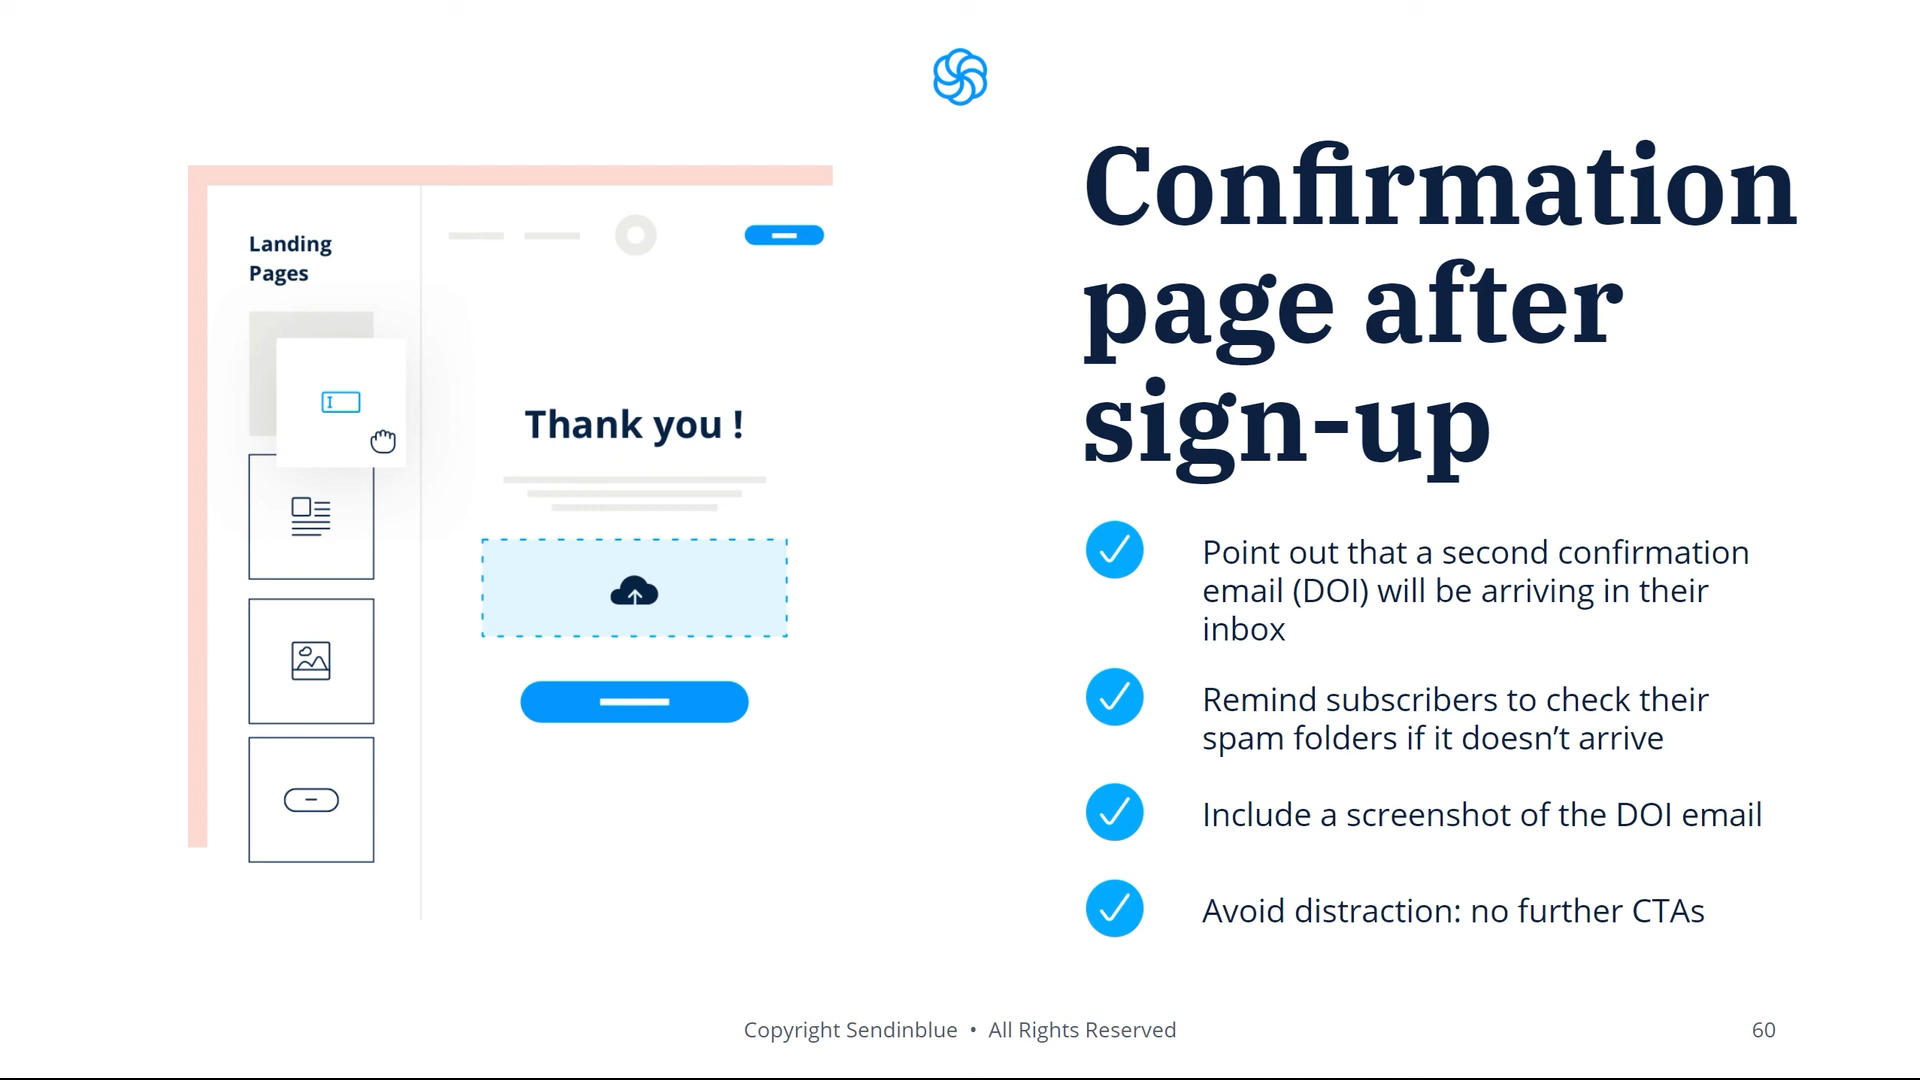 Landing
Pages
Thank you !
Confirmation
page after
sign-up
Point out that a second confirmation
email (DOI) will be arriving in their
inbox
Remind subscribers to check their
spam folders if it doesn’t arrive
Include a screenshot of the DOI email
Avoid distraction: no further CTAs
Copyright Sendinblue • All Rights Reserved
60